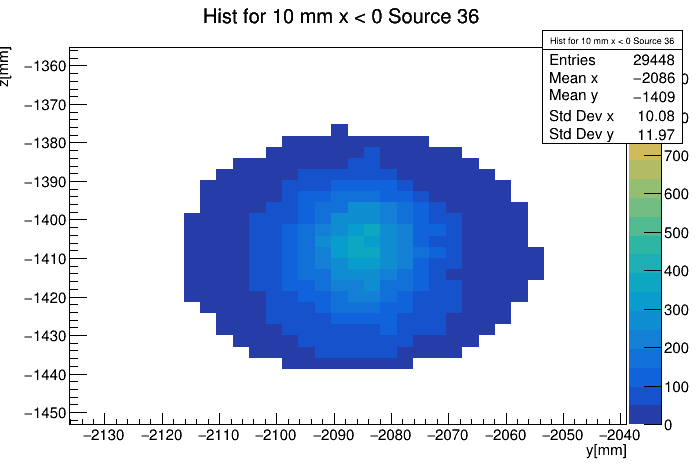 Hist for 10 mm x < 0 Source 36
z[mm]
−1360
−1370
−1380
−1390
−1400
−1410
−1420
−1430
−1440
−1450
−2130 −2120 −2110 −2100 −2090 −2080 −2070 −2060 −2050 −2040
y[mm]
Hist for 10 mm x < 0 Source 36
Entries 29448
Mean x −2086
Mean y −1409
Std Dev x 10.08
Std Dev y 11.97
700
600
500
400
300
200
100
0